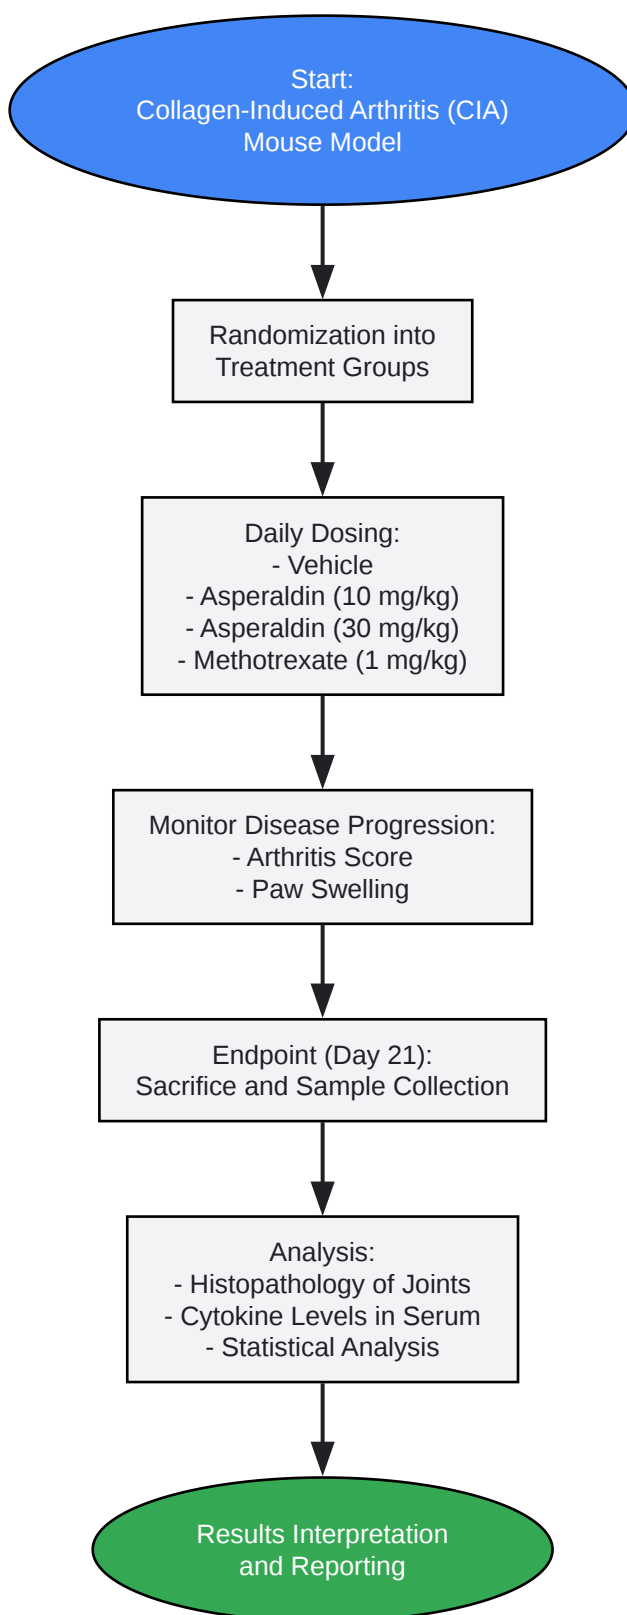 Start:
Collagen-Induced Arthritis (CIA)
Mouse Model
Randomization into
Treatment Groups
Daily Dosing:
- Vehicle
- Asperaldin (10 mg/kg)
- Asperaldin (30 mg/kg)
- Methotrexate (1 mg/kg)
Monitor Disease Progression:
- Arthritis Score
- Paw Swelling
Endpoint (Day 21):
Sacrifice and Sample Collection
Analysis:
- Histopathology of Joints
- Cytokine Levels in Serum
- Statistical Analysis
Results Interpretation
and Reporting